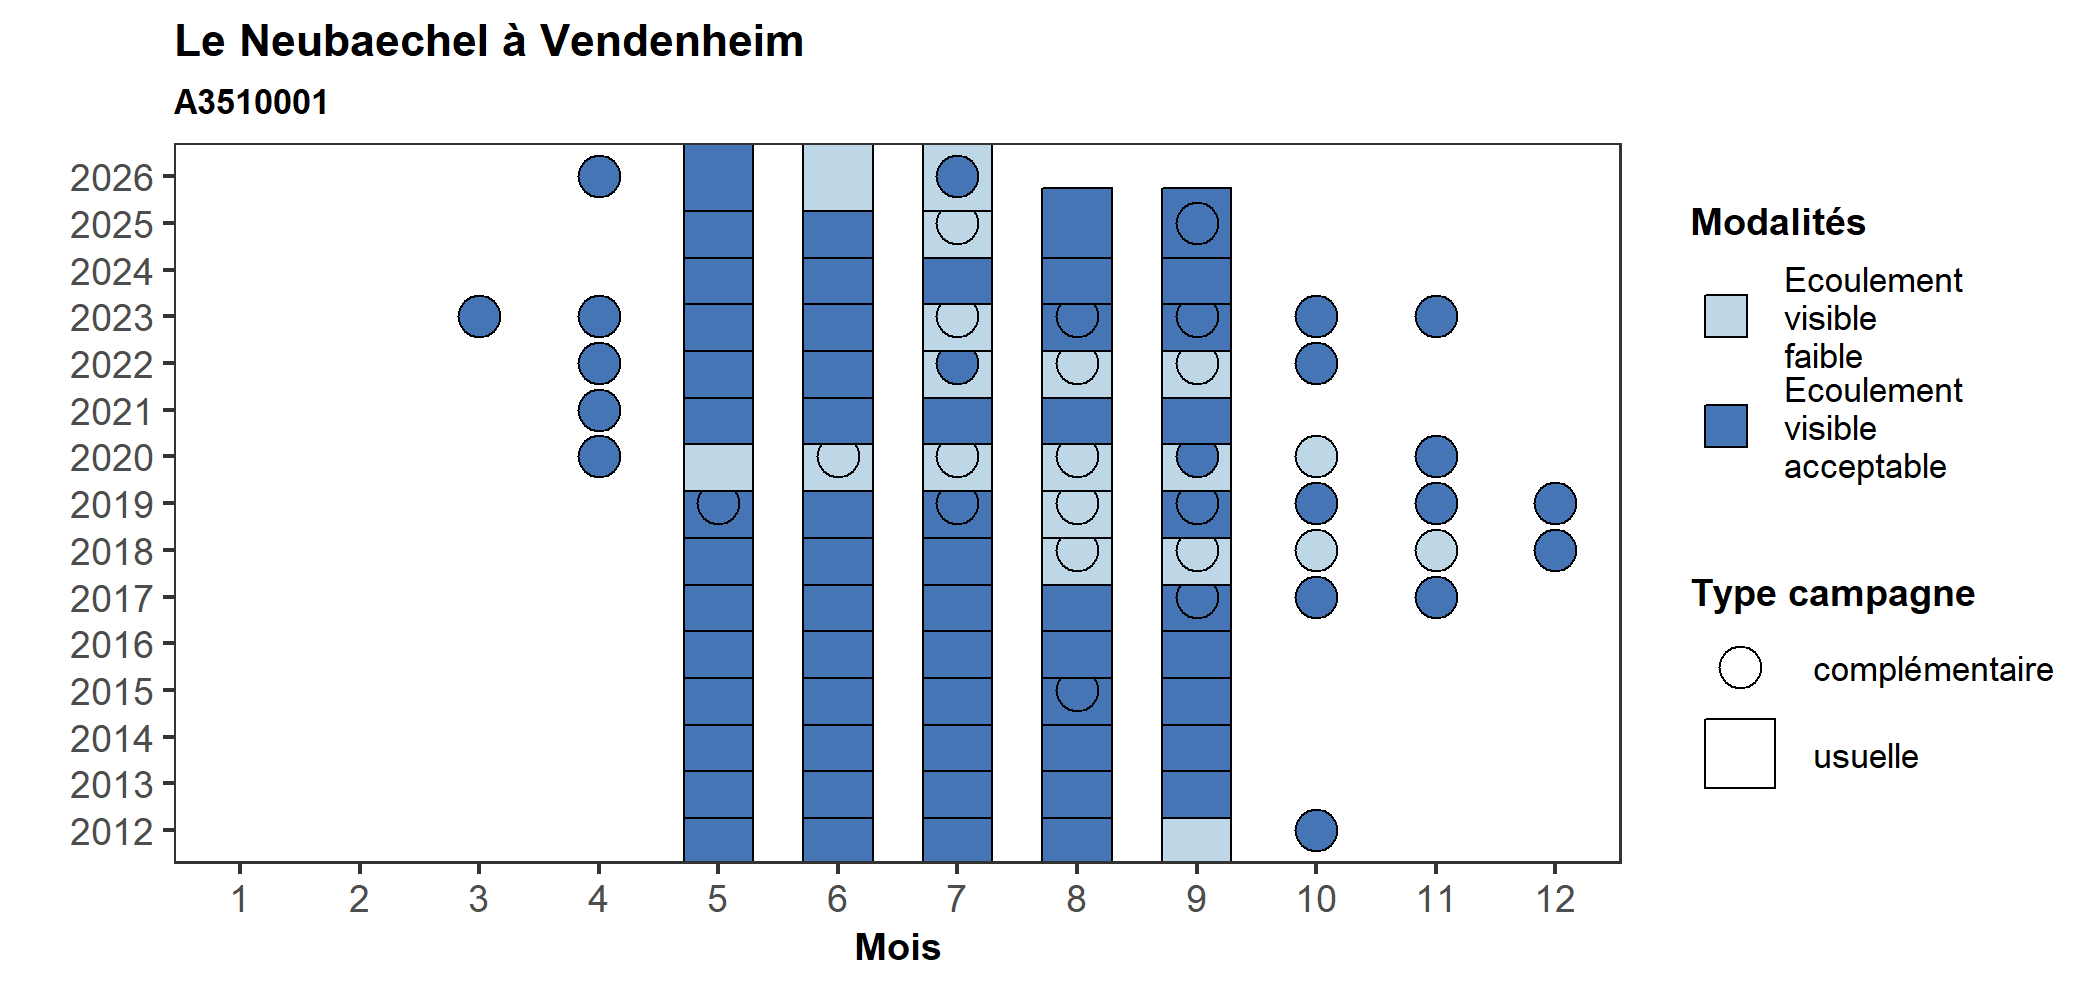 Le Neubaechel à Vendenheim
A3510001
2026
2025
2024
2023
2022
2021
2020
2019
2018
2017
2016
2015
2014
2013
2012
1 2 3 4 5 6 7 8 9 10 11 12
Mois
Modalités
Ecoulement
visible
faible
Ecoulement
visible
acceptable
Type campagne
complémentaire
usuelle